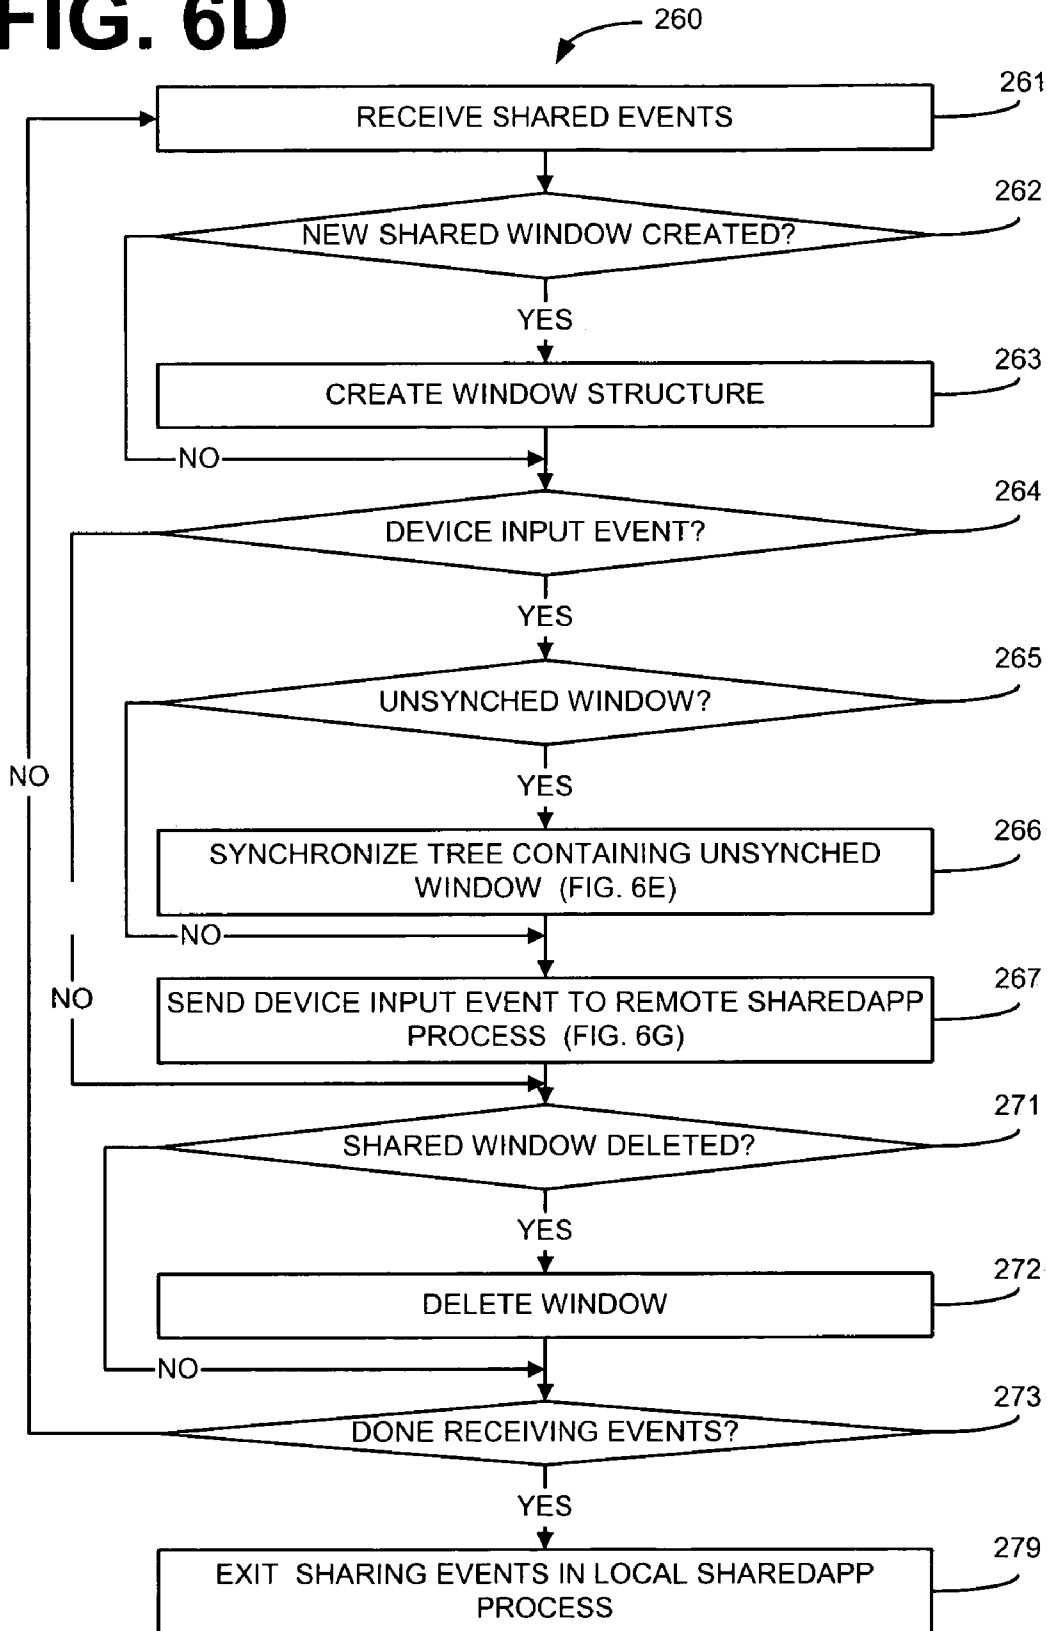 FIG. 6D
260
261
RECEIVE SHARED EVENTS
262
NEW SHARED WINDOW CREATED?
YES
263
CREATE WINDOW STRUCTURE
NO
264
DEVICE INPUT EVENT?
YES
265
UNSYNCHED WINDOW?
NO
YES
266
SYNCHRONIZE TREE CONTAINING UNSYNCHED
WINDOW (FIG. 6E)
NO
267
NO
SEND DEVICE INPUT EVENT TO REMOTE SHAREDAPP
PROCESS (FIG. 6G)
271
SHARED WINDOW DELETED?
YES
272
DELETE WINDOW
NO
273
DONE RECEIVING EVENTS?
YES
279
EXIT SHARING EVENTS IN LOCAL SHAREDAPP
PROCESS